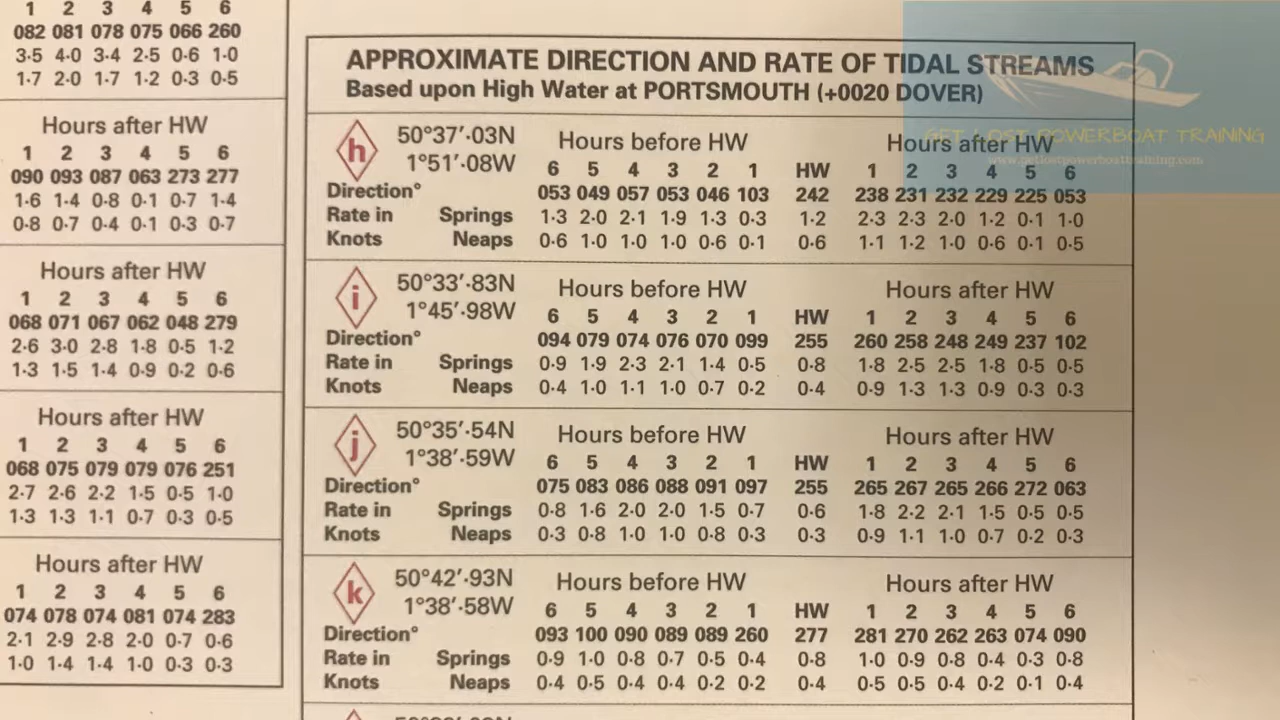 1 2 3 4 5 6
082 081 078 075 066 260
3·5 4·0 3·4 2·5 0·6 1·0
1·7 2·0 1·7 1·2 0·3 0·5
Hours after HW
1 2 3 4 5 6
090 093 087 063 273 277
1·6 1·4 0·8 0·1 0·7 1·4
0·8 0·7 0·4 0·1 0·3 0·7
Hours after HW
1 2 3 4 5 6
068 071 067 062 048 279
2·6 3·0 2·8 1·8 0·5 1·2
1·3 1·5 1·4 0·9 0·2 0·6
Hours after HW
1 2 3 4 5 6
068 075 079 079 076 251
2·7 2·6 2·2 1·5 0·5 1·0
1·3 1·3 1·1 0·7 0·3 0·5
Hours after HW
1 2 3 4 5 6
074 078 074 081 074 283
2·1 2·9 2·8 2·0 0·7 0·6
1·0 1·4 1·4 1·0 0·3 0·3
APPROXIMATE DIRECTION AND RATE OF TIDAL STREAMS
Based upon High Water at PORTSMOUTH (+0020 DOVER)
GET LOST POWERBOAT TRAINING
www.getlostpowerboattraining.com
h 50°37'·03N Hours before HW Hours after HW
1°51'·08W 6 5 4 3 2 1 HW 1 2 3 4 5 6
Direction° 053 049 057 053 046 103 242 238 231 232 229 225 053
Rate in Springs 1·3 2·0 2·1 1·9 1·3 0·3 1·2 2·3 2·3 2·0 1·2 0·1 1·0
Knots Neaps 0·6 1·0 1·0 1·0 0·6 0·1 0·6 1·1 1·2 1·0 0·6 0·1 0·5
i 50°33'·83N Hours before HW Hours after HW
1°45'·98W 6 5 4 3 2 1 HW 1 2 3 4 5 6
Direction° 094 079 074 076 070 099 255 260 258 248 249 237 102
Rate in Springs 0·9 1·9 2·3 2·1 1·4 0·5 0·8 1·8 2·5 2·5 1·8 0·5 0·5
Knots Neaps 0·4 1·0 1·1 1·0 0·7 0·2 0·4 0·9 1·3 1·3 0·9 0·3 0·3
j 50°35'·54N Hours before HW Hours after HW
1°38'·59W 6 5 4 3 2 1 HW 1 2 3 4 5 6
Direction° 075 083 086 088 091 097 255 265 267 265 266 272 063
Rate in Springs 0·8 1·6 2·0 2·0 1·5 0·7 0·6 1·8 2·2 2·1 1·5 0·5 0·5
Knots Neaps 0·3 0·8 1·0 1·0 0·8 0·3 0·3 0·9 1·1 1·0 0·7 0·2 0·3
k 50°42'·93N Hours before HW Hours after HW
1°38'·58W 6 5 4 3 2 1 HW 1 2 3 4 5 6
Direction° 093 100 090 089 089 260 277 281 270 262 263 074 090
Rate in Springs 0·9 1·0 0·8 0·7 0·5 0·4 0·8 1·0 0·9 0·8 0·4 0·3 0·8
Knots Neaps 0·4 0·5 0·4 0·4 0·2 0·2 0·4 0·5 0·5 0·4 0·2 0·1 0·4